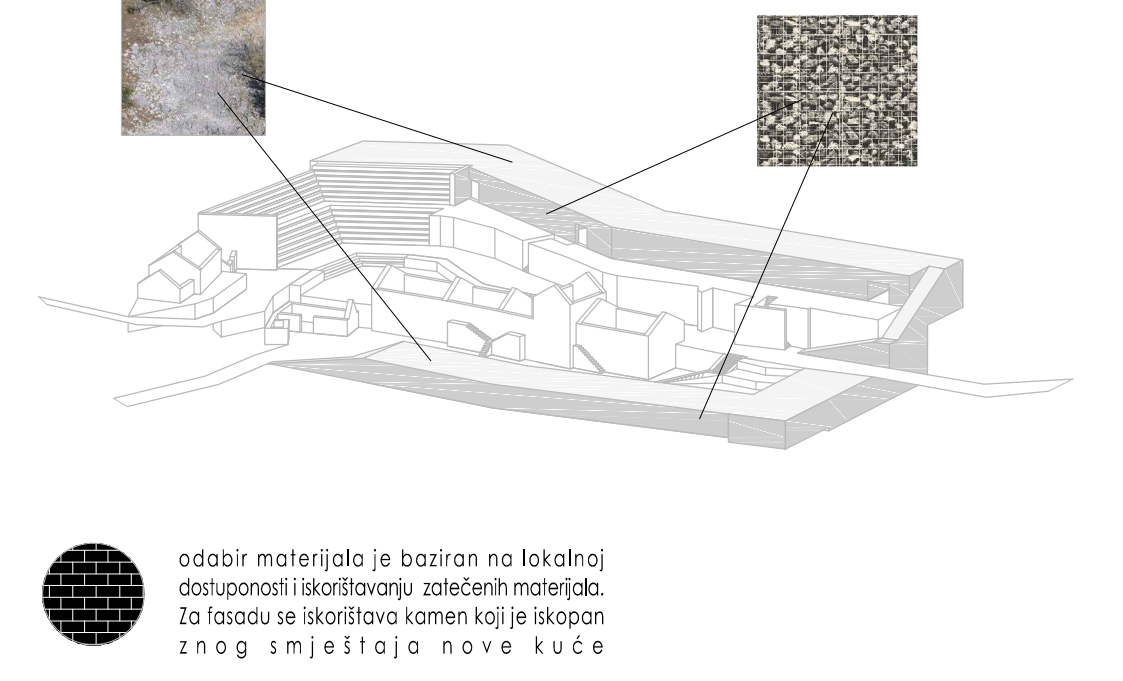 odabir materijala je baziran na lokalnoj
dostuponosti i iskorištavanju zatečenih materijala.
Za fasadu se iskorištava kamen koji je iskopan
znog smještaja nove kuće